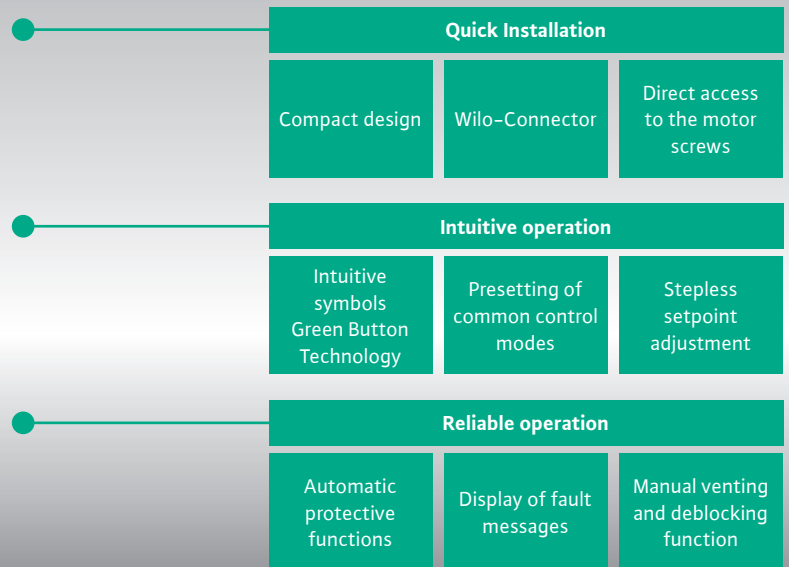 Quick Installation
Compact design
Wilo-Connector
Direct access
to the motor
screws
Intuitive operation
Intuitive
symbols
Green Button
Technology
Presetting of
common control
modes
Stepless
setpoint
adjustment
Reliable operation
Automatic
protective
functions
Display of fault
messages
Manual venting
and deblocking
function